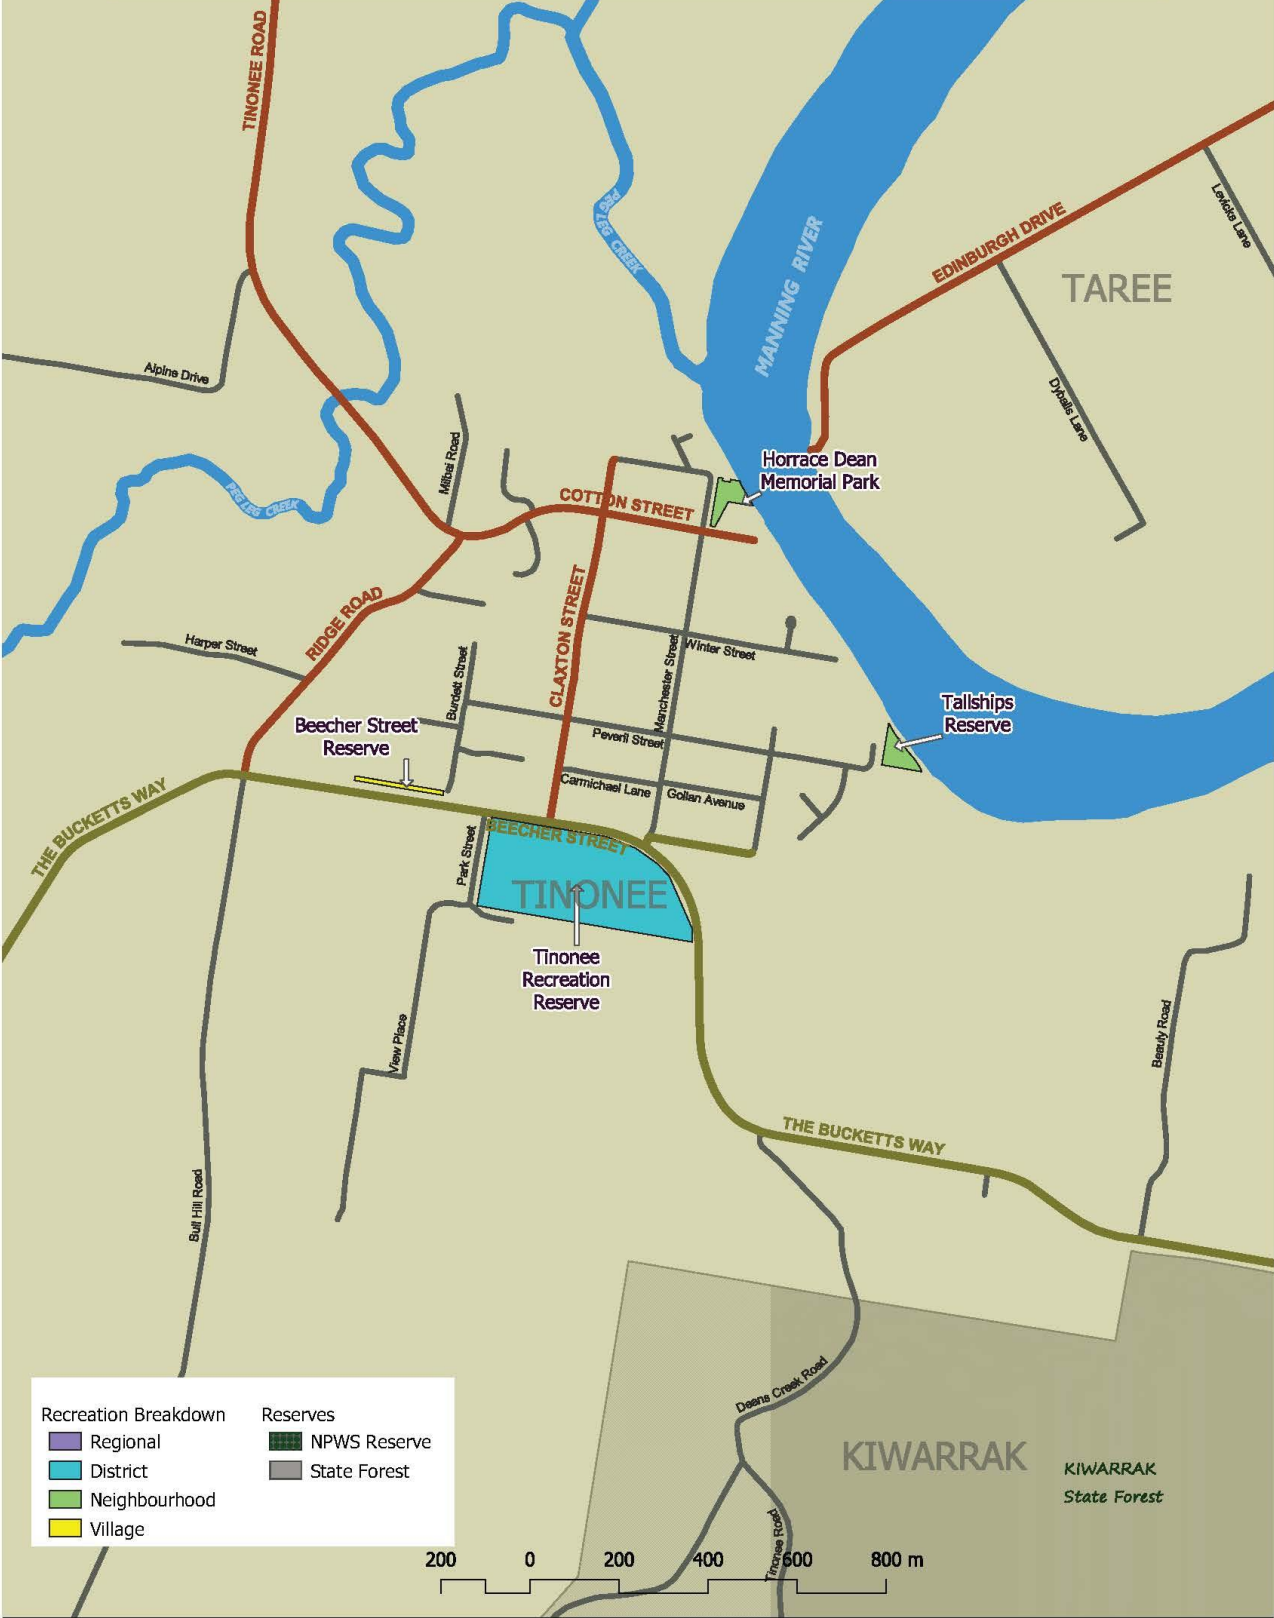 TINONEE ROAD
PEG LEG CREEK
MANNING RIVER
EDINBURGH DRIVE
Levicks Lane
TAREE
Alpine Drive
Dyballs Lane
Milbai Road
Horrace Dean
Memorial Park
PEG LEG CREEK
COTTON STREET
CLAXTON STREET
RIDGE ROAD
Harper Street
Winter Street
Manchester Street
Burdett Street
Tallships
Reserve
Beecher Street
Reserve
Peveril Street
Carmichael Lane
Gollan Avenue
THE BUCKETTS WAY
BEECHER STREET
Park Street
TINONEE
Tinonee
Recreation
Reserve
View Place
Beauly Road
THE BUCKETTS WAY
Bull Hill Road
Deans Creek Road
KIWARRAK
KIWARRAK
State Forest
Tinonee Road
Recreation Breakdown
Regional
District
Neighbourhood
Village
Reserves
NPWS Reserve
State Forest
200 0 200 400 600 800 m